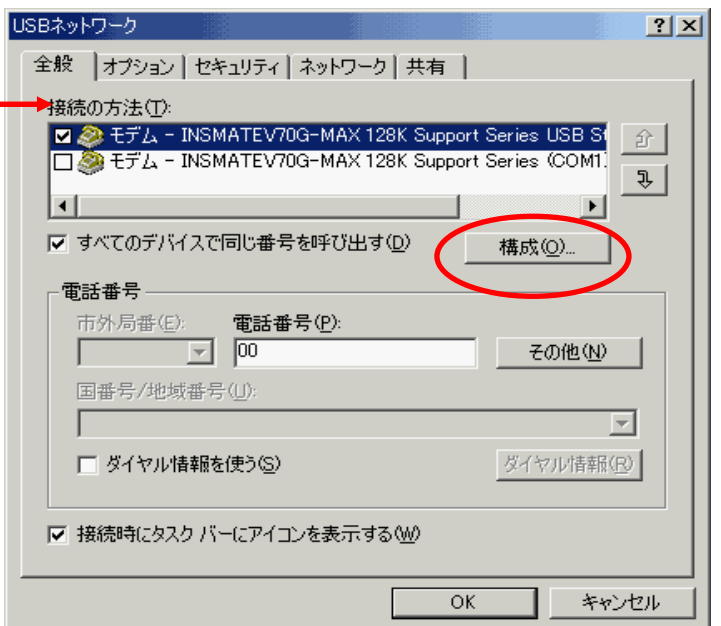 USBネットワーク
全般 オプション セキュリティ ネットワーク 共有
接続の方法(T):
モデム - INSMATEV70G-MAX 128K Support Series USB St
モデム - INSMATEV70G-MAX 128K Support Series (COM1)
すべてのデバイスで同じ番号を呼び出す(D) 構成(O)...
電話番号
市外局番(E): 電話番号(P):
00 その他(N)
国番号/地域番号(U):
ダイヤル情報を使う(S) ダイヤル情報(R)
接続時にタスク バーにアイコンを表示する(W)
OK キャンセル